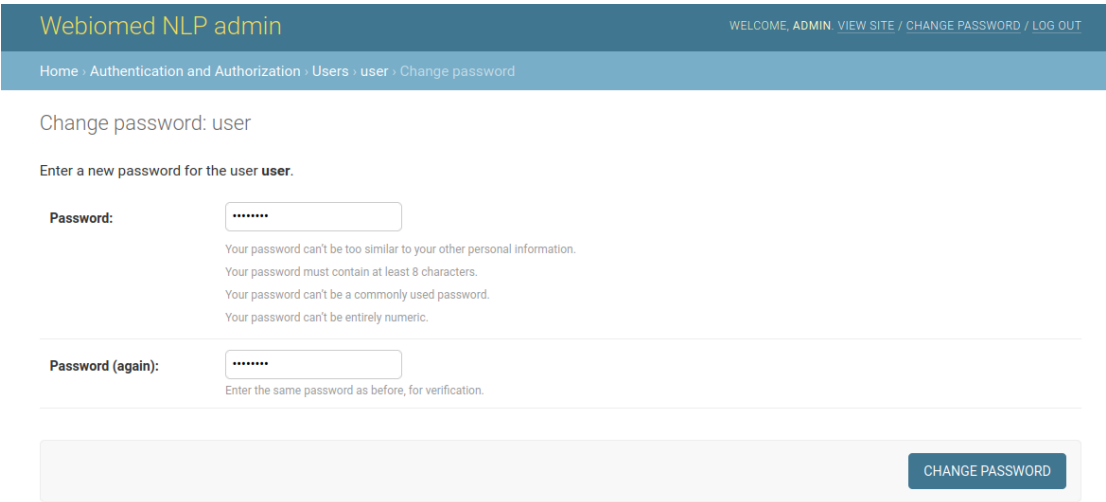 Webiomed NLP admin
WELCOME, ADMIN. VIEW SITE / CHANGE PASSWORD / LOG OUT
Home › Authentication and Authorization › Users › user › Change password
Change password: user
Enter a new password for the user user.
Password:
••••••••
Your password can't be too similar to your other personal information.
Your password must contain at least 8 characters.
Your password can't be a commonly used password.
Your password can't be entirely numeric.
Password (again):
••••••••
Enter the same password as before, for verification.
CHANGE PASSWORD